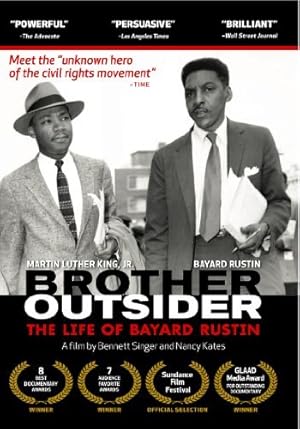 "POWERFUL" "PERSUASIVE" "BRILLIANT"
—The Advocate —Los Angeles Times —Wall Street Journal
Meet the "unknown hero
of the civil rights movement"
—TIME
MARTIN LUTHER KING, JR. BAYARD RUSTIN
BROTHER
OUTSIDER
THE LIFE OF BAYARD RUSTIN
A film by Bennett Singer and Nancy Kates
8
BEST
DOCUMENTARY
AWARDS
WINNER
7
AUDIENCE
FAVORITE
AWARDS
WINNER
Sundance
Film
Festival
OFFICIAL SELECTION
GLAAD
Media Award
FOR OUTSTANDING
DOCUMENTARY
WINNER